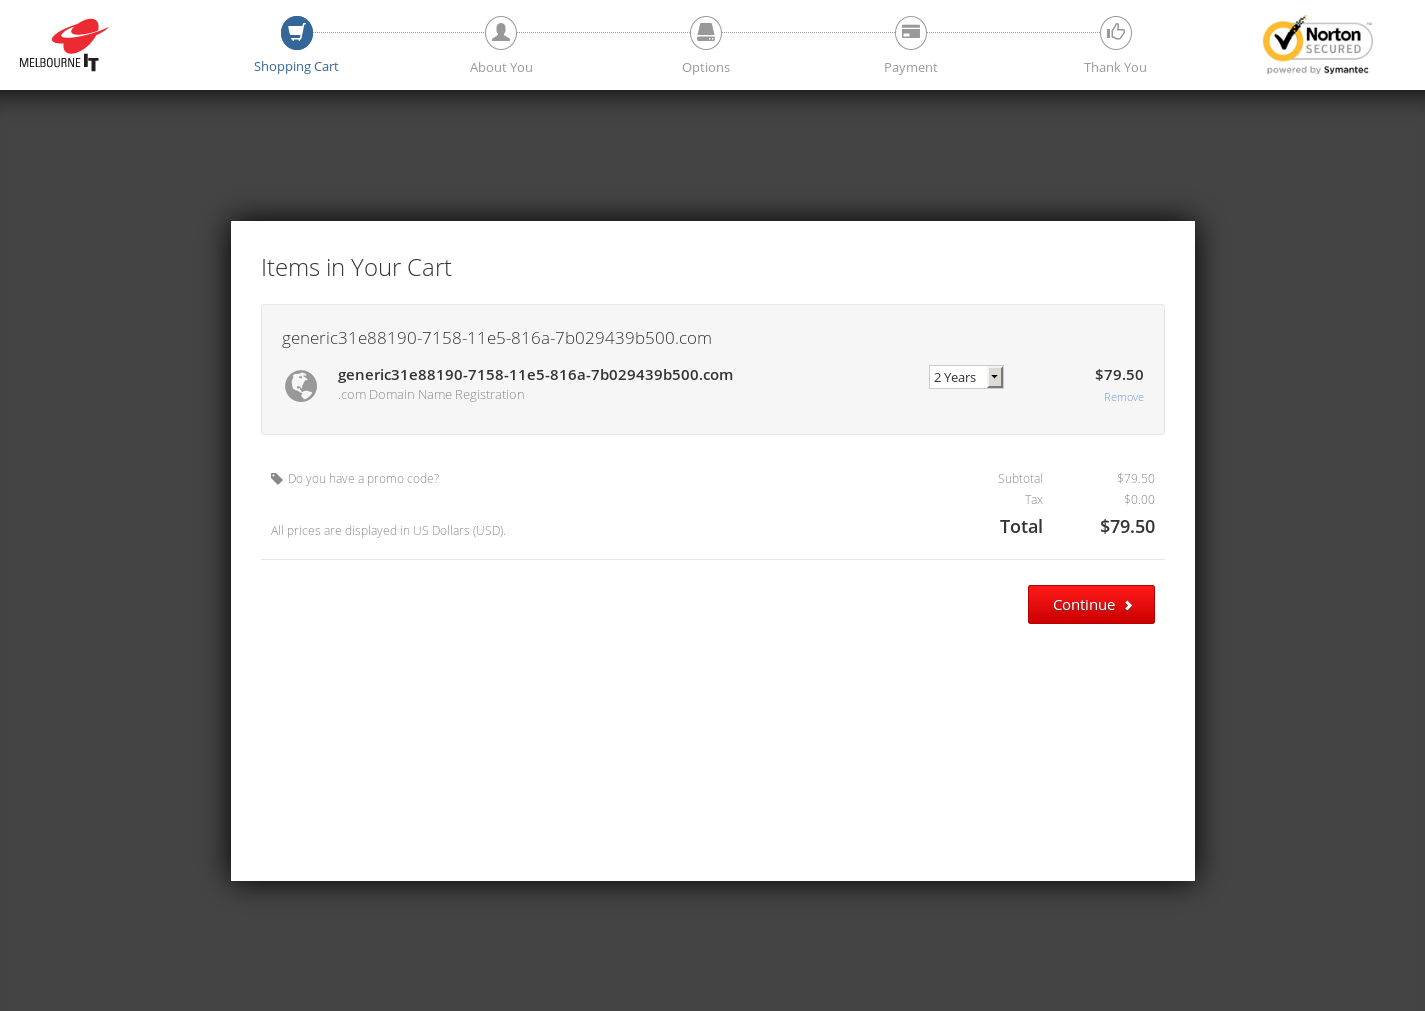 MELBOURNE IT
Shopping Cart
About You
Options
Payment
Thank You
Norton
SECURED
powered by Symantec
Items in Your Cart
generic31e88190-7158-11e5-816a-7b029439b500.com
generic31e88190-7158-11e5-816a-7b029439b500.com 2 Years $79.50
.com Domain Name Registration Remove
Do you have a promo code? Subtotal $79.50
Tax $0.00
All prices are displayed in US Dollars (USD). Total $79.50
Continue